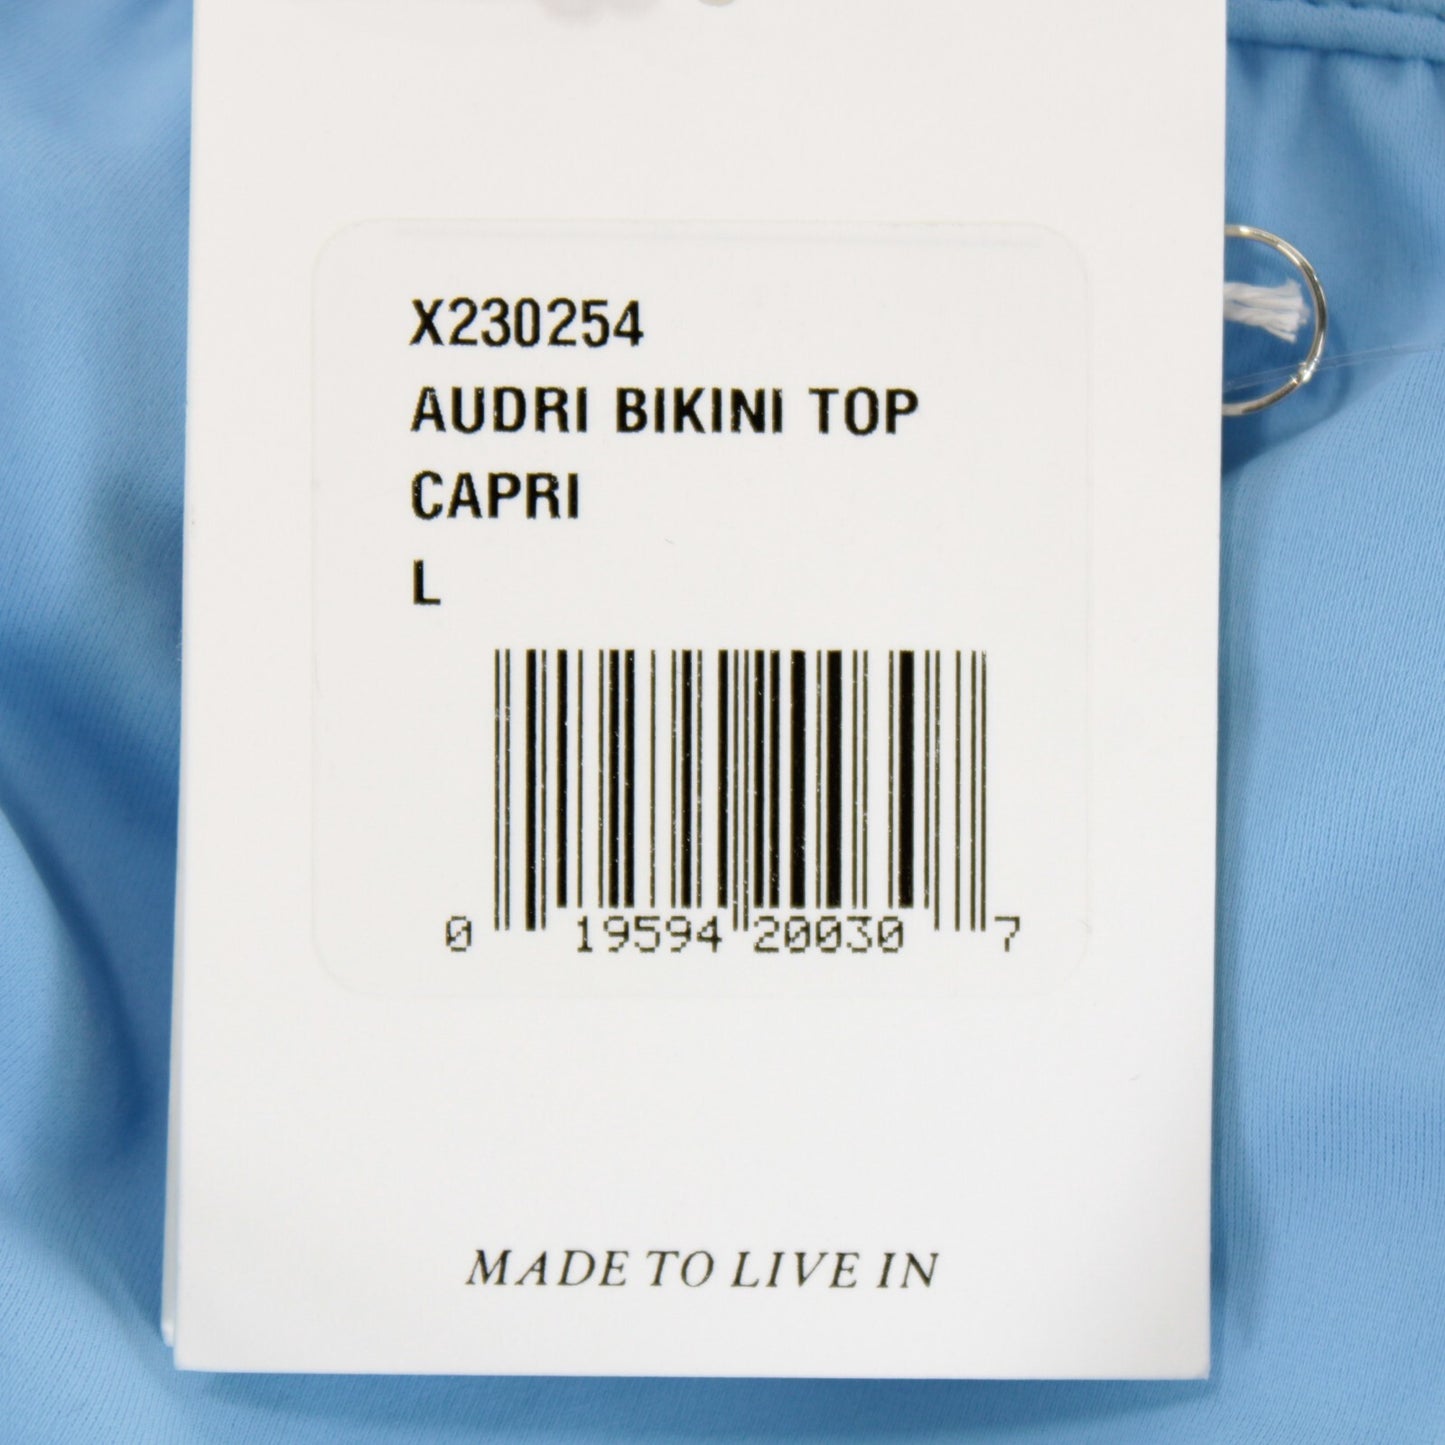 X230254
AUDRI BIKINI TOP
CAPRI
L
0 19594 20030 7
MADE TO LIVE IN